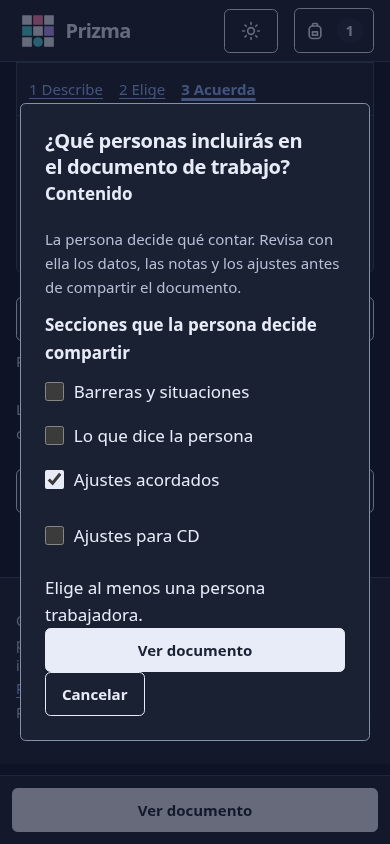 Prizma
1
1 Describe 2 Elige 3 Acuerda
¿Qué personas incluirás en
el documento de trabajo?
Contenido
La persona decide qué contar. Revisa con
ella los datos, las notas y los ajustes antes
de compartir el documento.
Secciones que la persona decide
compartir
Barreras y situaciones
Lo que dice la persona
Ajustes acordados
Ajustes para CD
Elige al menos una persona
trabajadora.
Ver documento
Cancelar
Ver documento